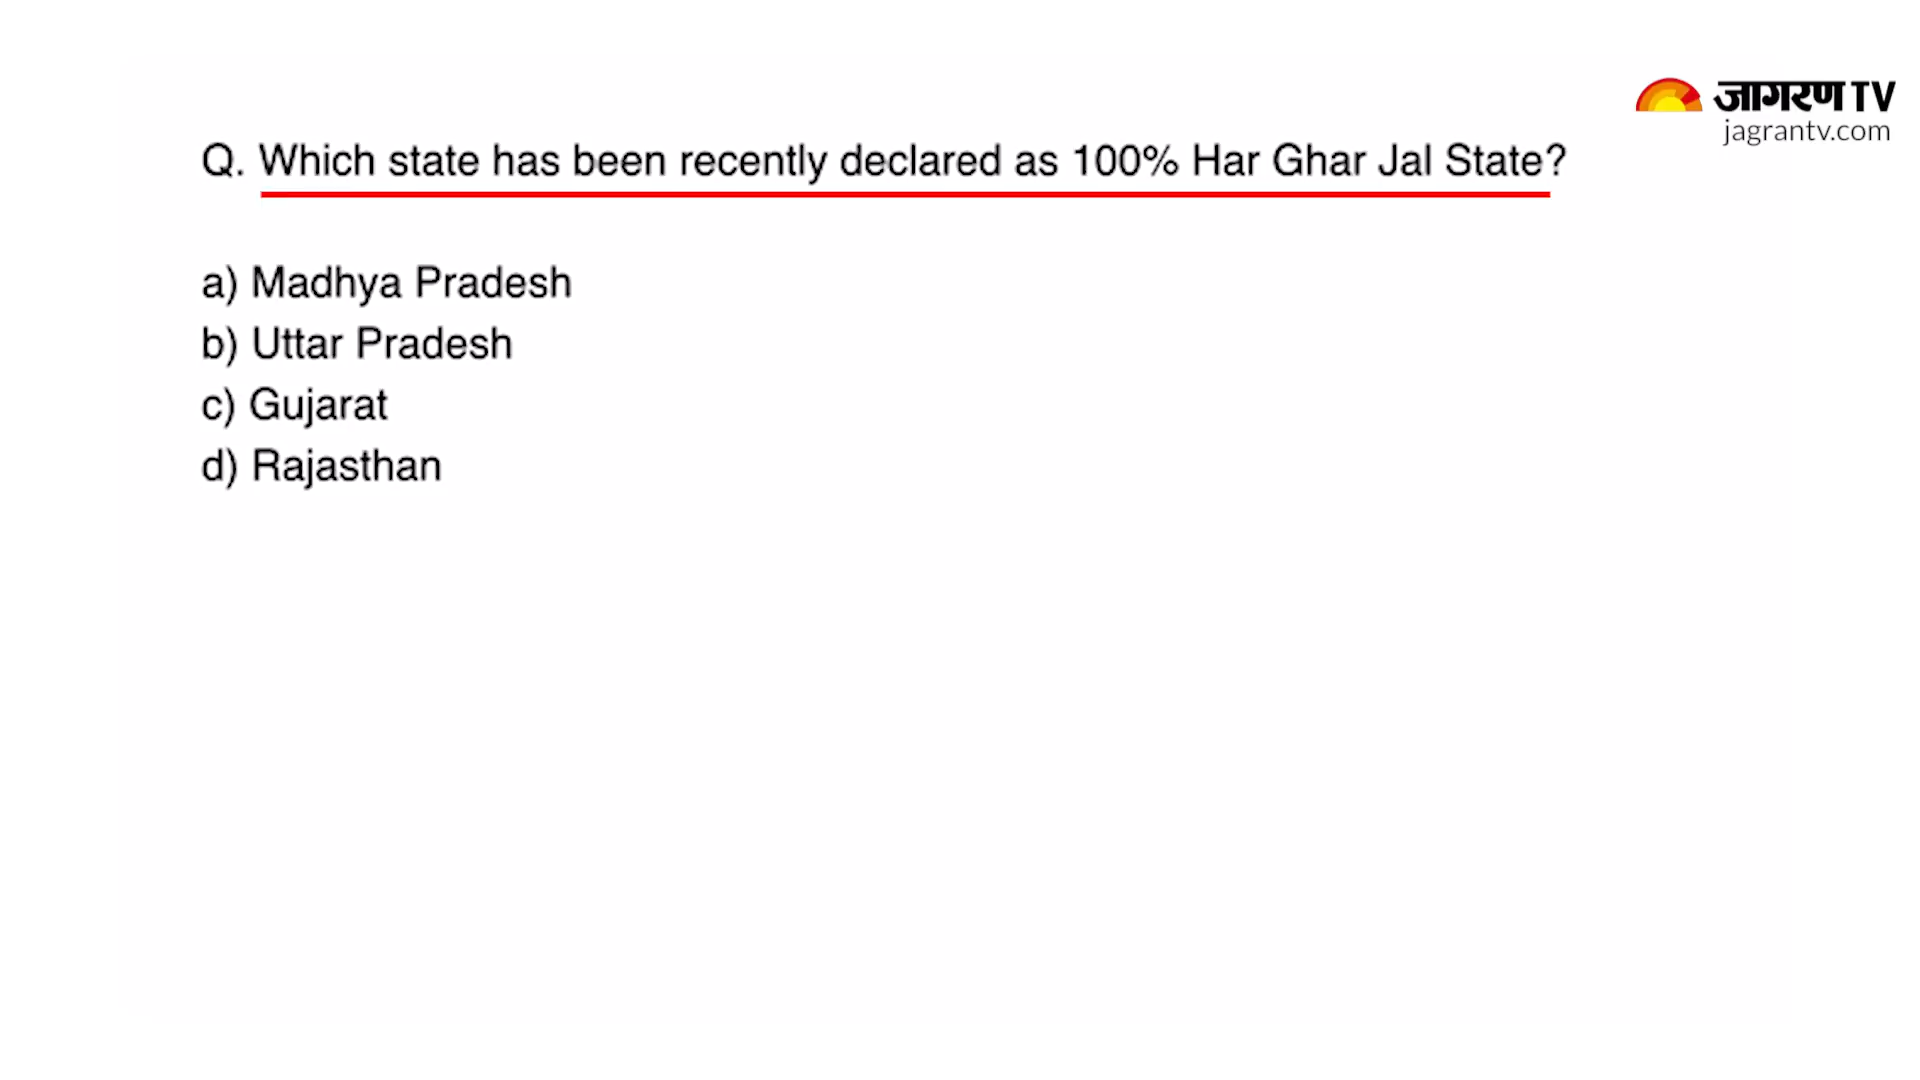 जागरण TV
jagrantv.com
Q. Which state has been recently declared as 100% Har Ghar Jal State?
a) Madhya Pradesh
b) Uttar Pradesh
c) Gujarat
d) Rajasthan